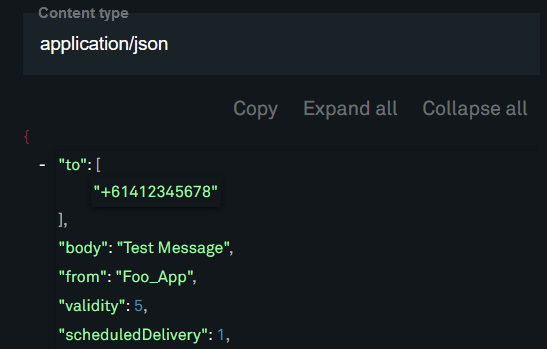 Content type
application/json
Copy Expand all Collapse all
{
- "to": [
"+61412345678"
],
"body": "Test Message",
"from": "Foo_App",
"validity": 5,
"scheduledDelivery": 1,